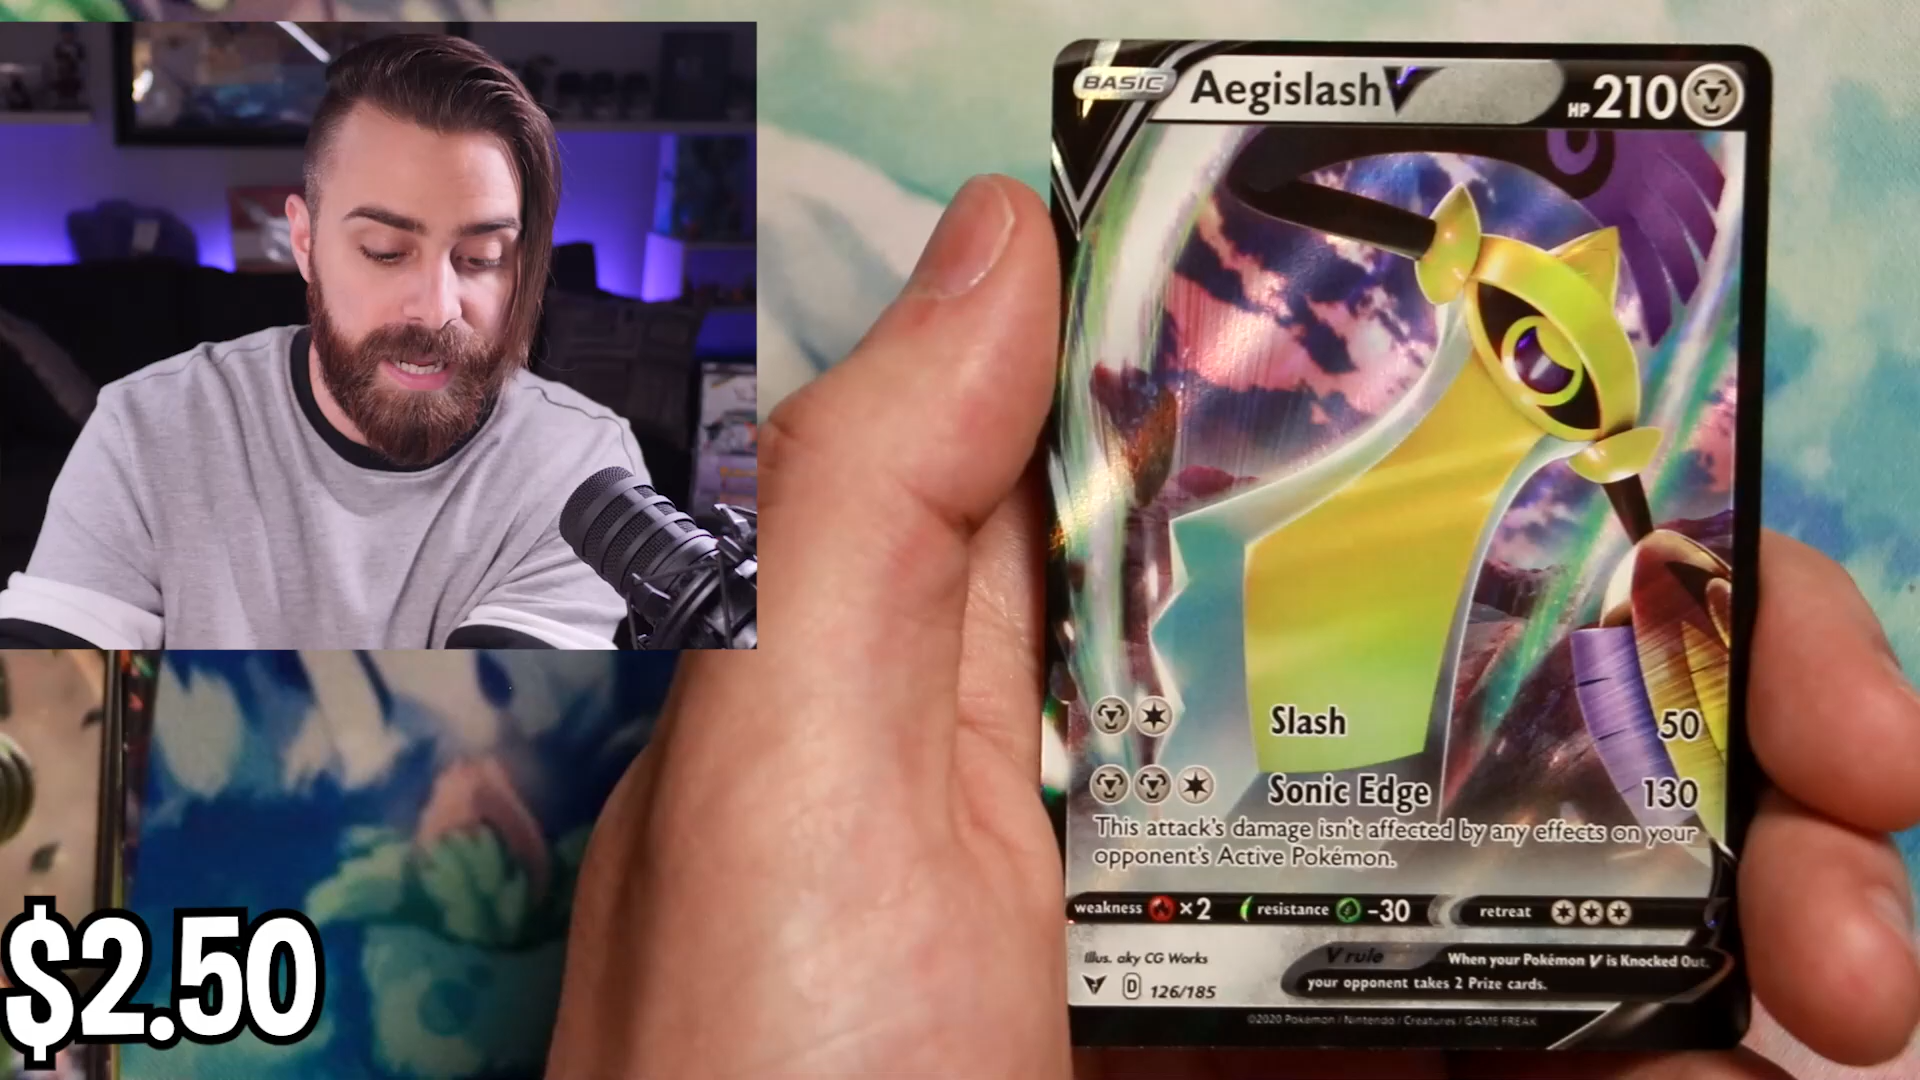 BASIC Aegislash V HP 210
Slash 50
Sonic Edge 130
This attack's damage isn't affected by any effects on your
opponent's Active Pokémon.
weakness ×2 resistance -30 retreat
Illus. aky CG Works
V rule When your Pokémon V is Knocked Out,
your opponent takes 2 Prize cards.
D 126/185
©2020 Pokémon / Nintendo / Creatures / GAME FREAK
$2.50